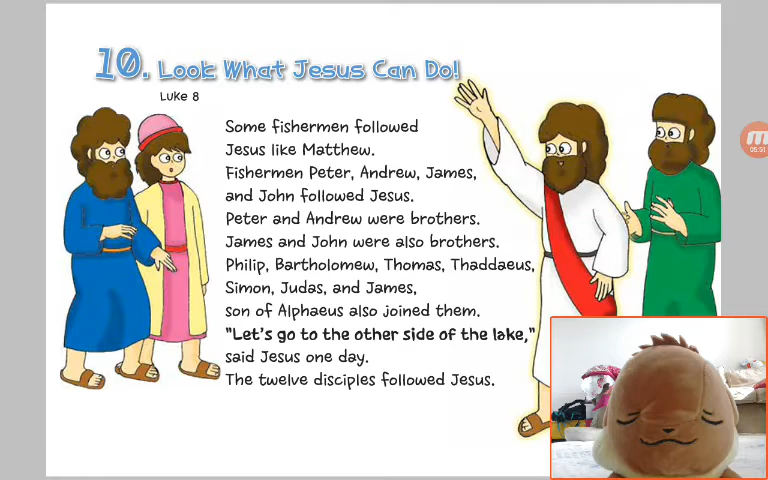 10. Look What Jesus Can Do!
Luke 8
Some fishermen followed
Jesus like Matthew.
Fishermen Peter, Andrew, James,
and John followed Jesus.
Peter and Andrew were brothers.
James and John were also brothers.
Philip, Bartholomew, Thomas, Thaddaeus,
Simon, Judas, and James,
son of Alphaeus also joined them.
"Let's go to the other side of the lake,"
said Jesus one day.
The twelve disciples followed Jesus.
05:51